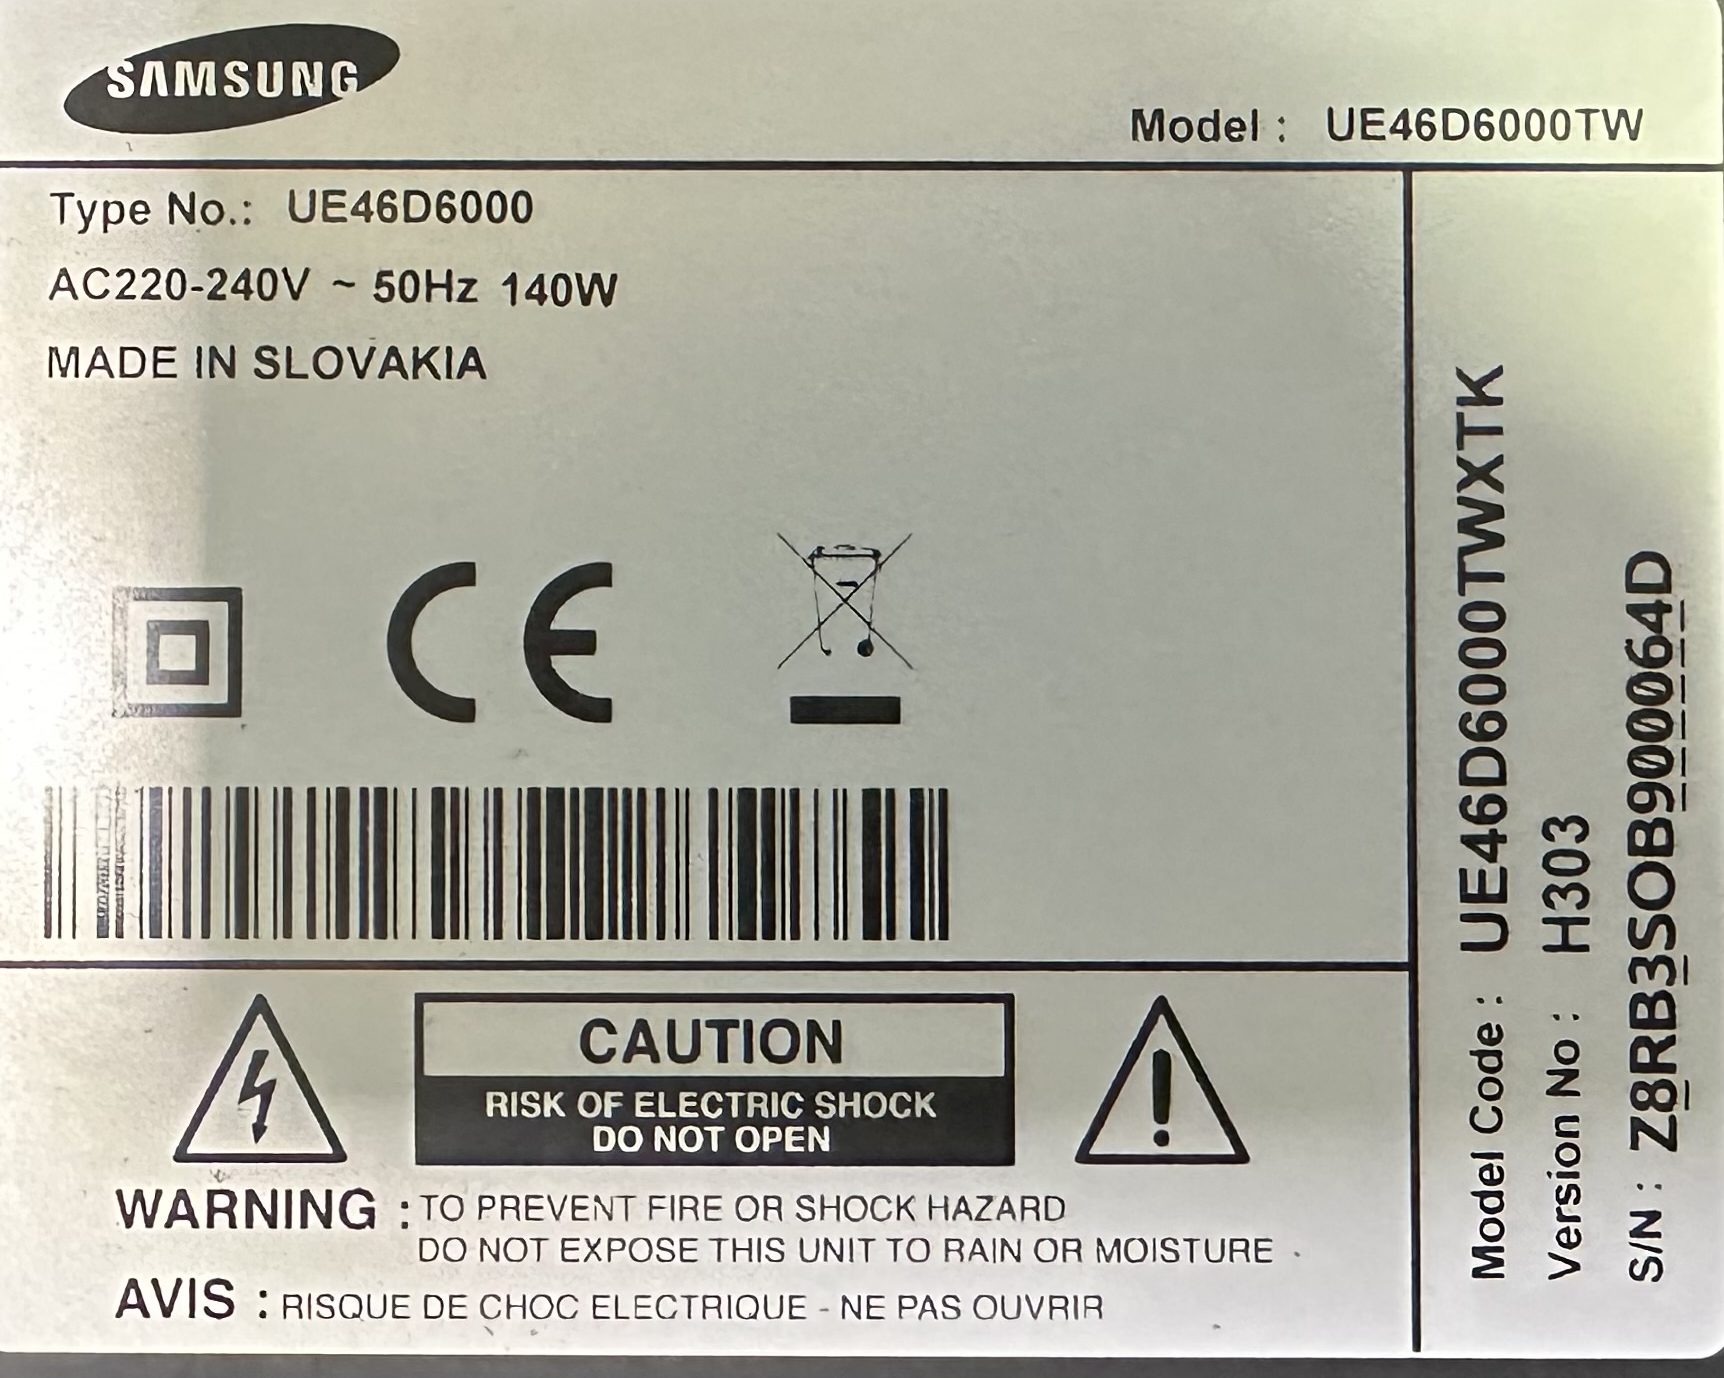 SAMSUNG
Model : UE46D6000TW
Type No.: UE46D6000
AC220-240V ~ 50Hz 140W
MADE IN SLOVAKIA
CE
CAUTION
RISK OF ELECTRIC SHOCK
DO NOT OPEN
WARNING : TO PREVENT FIRE OR SHOCK HAZARD
DO NOT EXPOSE THIS UNIT TO RAIN OR MOISTURE .
AVIS : RISQUE DE CHOC ELECTRIQUE - NE PAS OUVRIR
Model Code : UE46D6000TWXTK
Version No : H303
S/N : Z8RB3SOB900064D